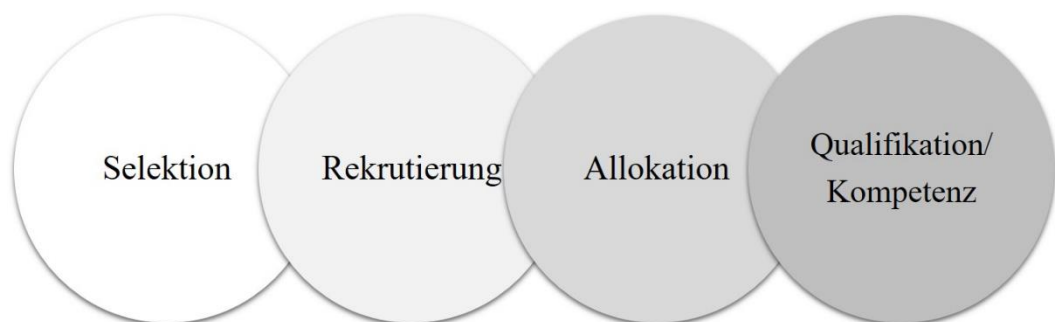 Selektion
Rekrutierung
Allokation
Qualifikation/
Kompetenz